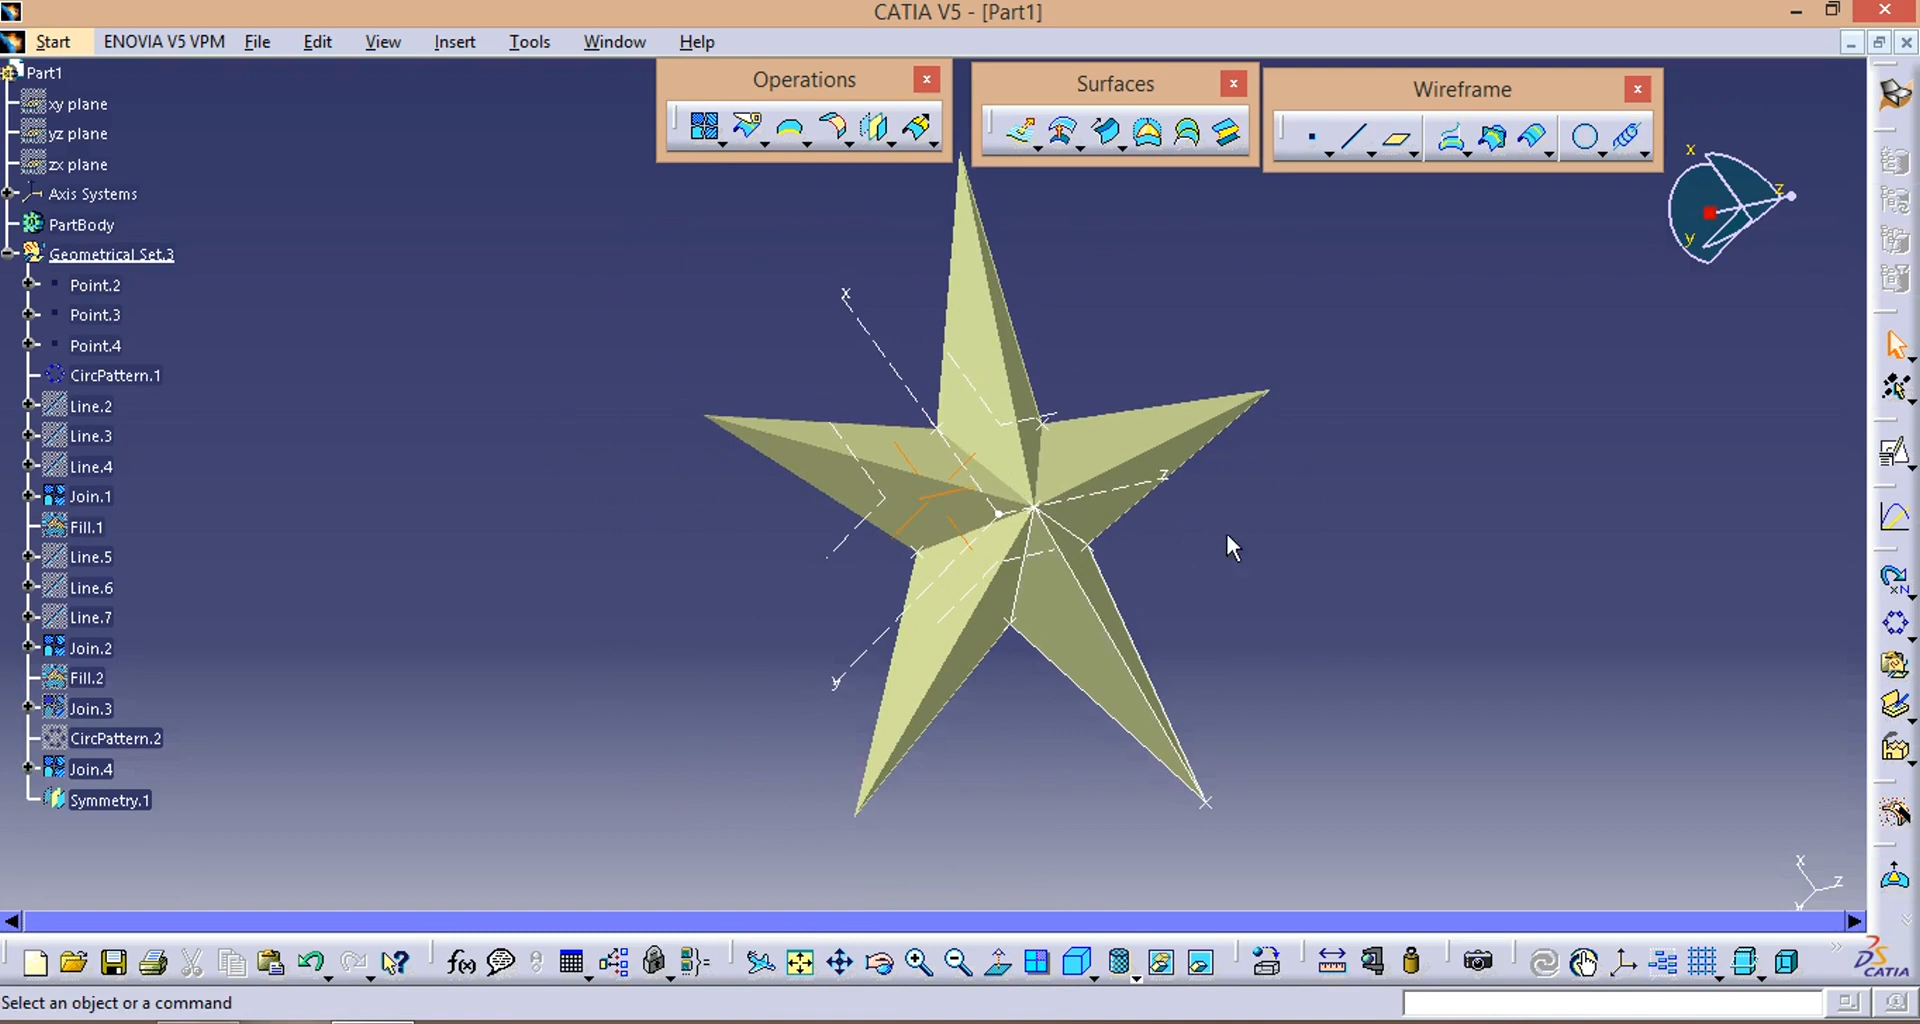 CATIA V5 - [Part1]
Start ENOVIA V5 VPM File Edit View Insert Tools Window Help
Operations
Surfaces
Wireframe
Part1
xy plane
yz plane
zx plane
Axis Systems
PartBody
Geometrical Set.3
Point.2
Point.3
Point.4
CircPattern.1
Line.2
Line.3
Line.4
Join.1
Fill.1
Line.5
Line.6
Line.7
Join.2
Fill.2
Join.3
CircPattern.2
Join.4
Symmetry.1
x
z
y
x
z
y
x
z
y
xN
f(x)
DS
CATIA
Select an object or a command